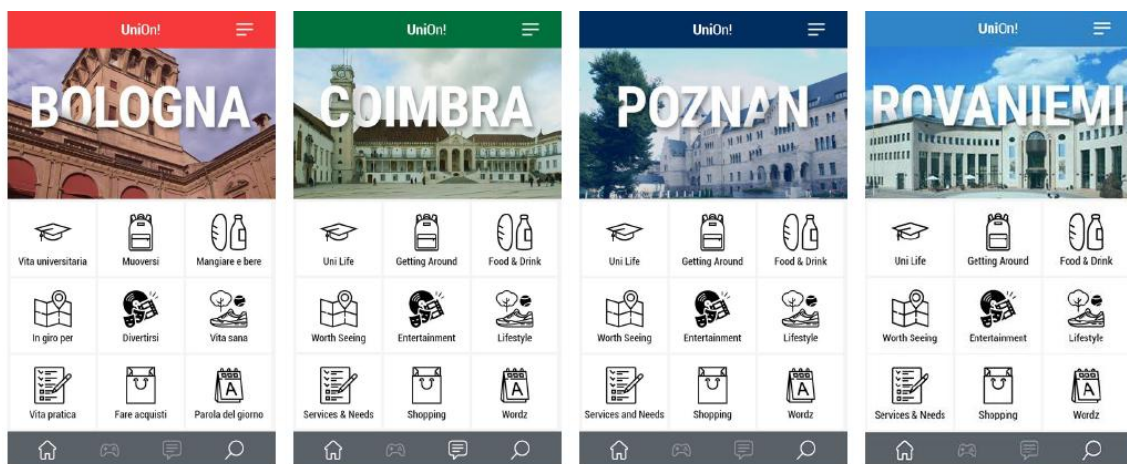 UniOn!
BOLOGNA
Vita universitaria
Muoversi
Mangiare e bere
In giro per
Divertirsi
Vita sana
Vita pratica
Fare acquisti
A
Parola del giorno
UniOn!
COIMBRA
Uni Life
Getting Around
Food & Drink
Worth Seeing
Entertainment
Lifestyle
Services & Needs
Shopping
A
Wordz
UniOn!
POZNAN
Uni Life
Getting Around
Food & Drink
Worth Seeing
Entertainment
Lifestyle
Services and Needs
Shopping
A
Wordz
UniOn!
ROVANIEMI
Uni Life
Getting Around
Food & Drink
Worth Seeing
Entertainment
Lifestyle
Services & Needs
Shopping
A
Wordz